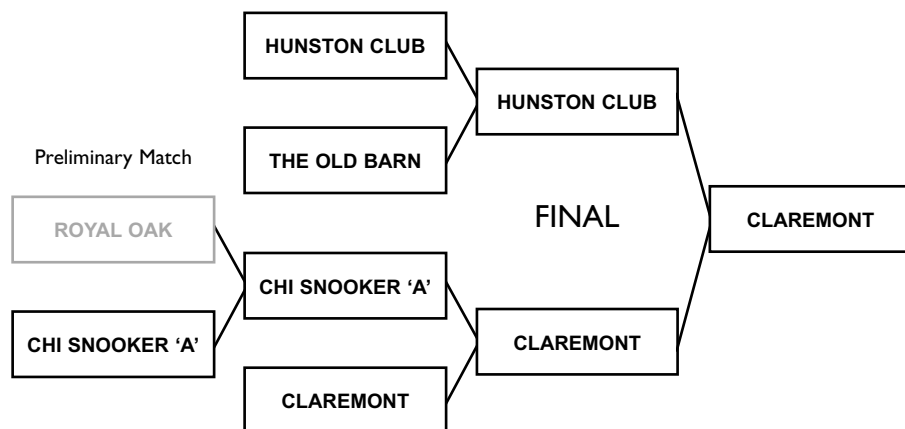 HUNSTON CLUB
HUNSTON CLUB
THE OLD BARN
Preliminary Match
ROYAL OAK
FINAL
CLAREMONT
CHI SNOOKER ‘A’
CHI SNOOKER ‘A’
CLAREMONT
CLAREMONT